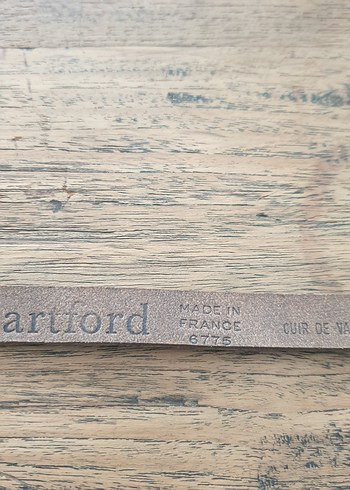 artford
MADE IN
FRANCE
6775
CUIR DE VA